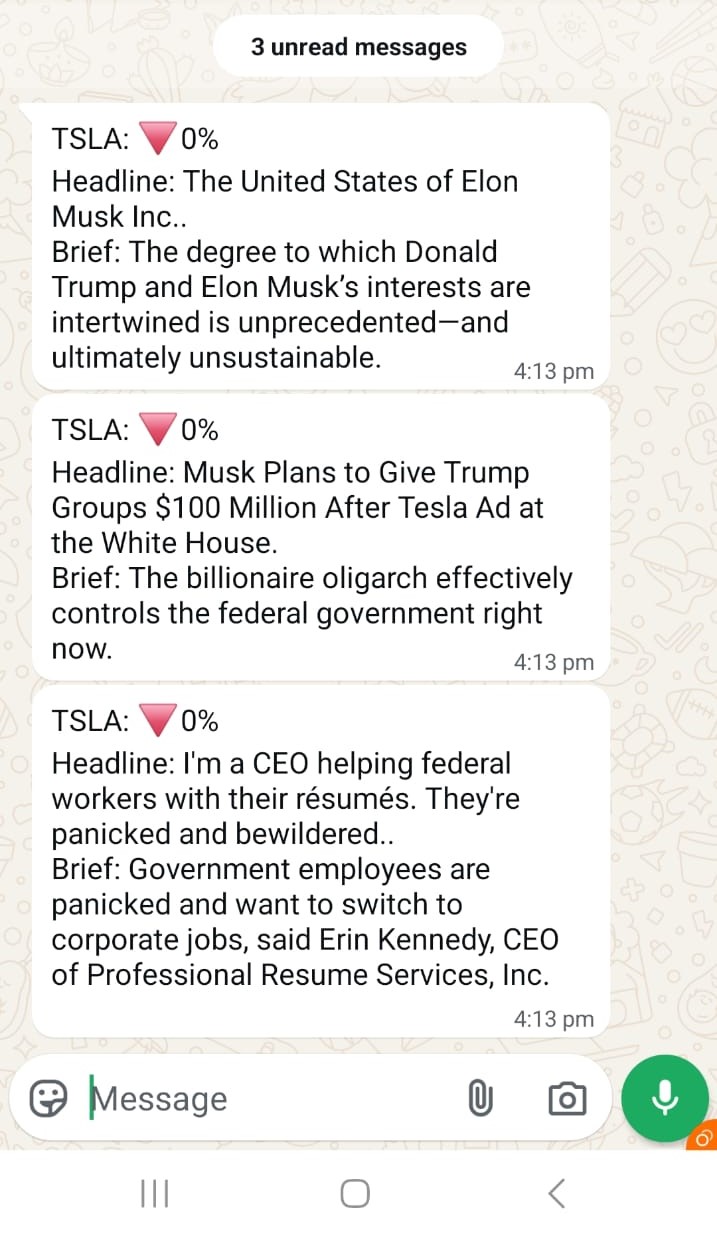 3 unread messages
TSLA: 🔻0%
Headline: The United States of Elon
Musk Inc..
Brief: The degree to which Donald
Trump and Elon Musk’s interests are
intertwined is unprecedented—and
ultimately unsustainable.
4:13 pm
TSLA: 🔻0%
Headline: Musk Plans to Give Trump
Groups $100 Million After Tesla Ad at
the White House.
Brief: The billionaire oligarch effectively
controls the federal government right
now.
4:13 pm
TSLA: 🔻0%
Headline: I'm a CEO helping federal
workers with their résumés. They're
panicked and bewildered..
Brief: Government employees are
panicked and want to switch to
corporate jobs, said Erin Kennedy, CEO
of Professional Resume Services, Inc.
4:13 pm
Message